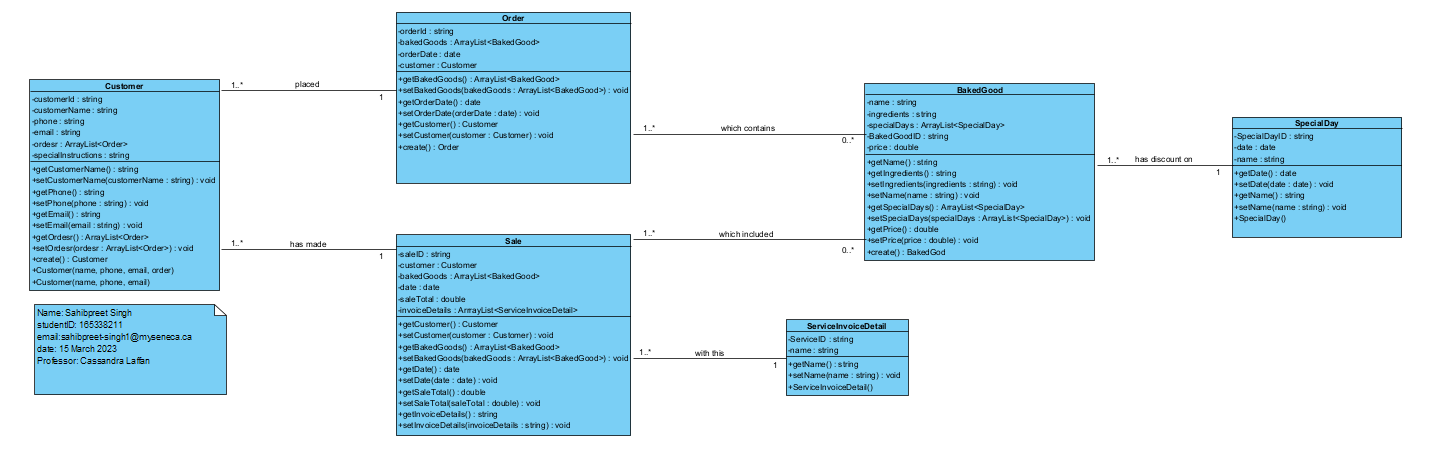 Order
-orderId : string
-bakedGoods : ArrayList<BakedGood>
-orderDate : date
-customer : Customer
+getBakedGoods() : ArrayList<BakedGood>
+setBakedGoods(bakedGoods : ArrayList<BakedGood>) : void
+getOrderDate() : date
+setOrderDate(orderDate : date) : void
+getCustomer() : Customer
+setCustomer(customer : Customer) : void
+create() : Order
Customer
-customerId : string
-customerName : string
-phone : string
-email : string
-ordesr : ArrayList<Order>
-specialInstructions : string
+getCustomerName() : string
+setCustomerName(customerName : string) : void
+getPhone() : string
+setPhone(phone : string) : void
+getEmail() : string
+setEmail(email : string) : void
+getOrdesr() : ArrayList<Order>
+setOrdesr(ordesr : ArrayList<Order>) : void
+create() : Customer
+Customer(name, phone, email, order)
+Customer(name, phone, email)
1..*
placed
1
1..*
has made
1
Sale
-saleID : string
-customer : Customer
-bakedGoods : ArrayList<BakedGood>
-date : date
-saleTotal : double
-invoiceDetails : ArrayList<ServiceInvoiceDetail>
+getCustomer() : Customer
+setCustomer(customer : Customer) : void
+getBakedGoods() : ArrayList<BakedGood>
+setBakedGoods(bakedGoods : ArrayList<BakedGood>) : void
+getDate() : date
+setDate(date : date) : void
+getSaleTotal() : double
+setSaleTotal(saleTotal : double) : void
+getInvoiceDetails() : string
+setInvoiceDetails(invoiceDetails : string) : void
1..*
which contains
0..*
1..*
which included
0..*
BakedGood
-name : string
-ingredients : string
-specialDays : ArrayList<SpecialDay>
-BakedGoodID : string
-price : double
+getName() : string
+getIngredients() : string
+setIngredients(ingredients : string) : void
+setName(name : string) : void
+getSpecialDays() : ArrayList<SpecialDay>
+setSpecialDays(specialDays : ArrayList<SpecialDay>) : void
+getPrice() : double
+setPrice(price : double) : void
+create() : BakedGod
1..*
has discount on
1
SpecialDay
-SpecialDayID : string
-date : date
-name : string
+getDate() : date
+setDate(date : date) : void
+getName() : string
+setName(name : string) : void
+SpecialDay()
1..*
with this
1
ServiceInvoiceDetail
-ServiceID : string
-name : string
+getName() : string
+setName(name : string) : void
+ServiceInvoiceDetail()
Name: Sahibpreet Singh
studentID: 165338211
email:sahibpreet-singh1@myseneca.ca
date: 15 March 2023
Professor: Cassandra Laffan